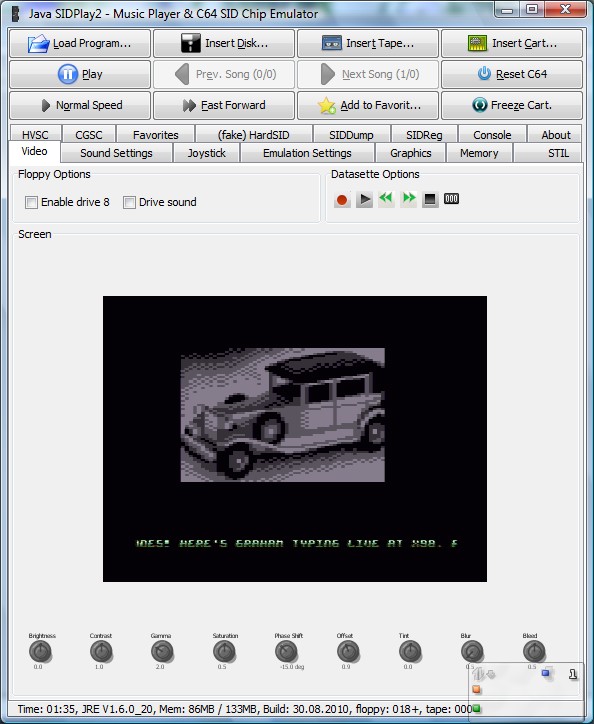 Java SIDPlay2 - Music Player & C64 SID Chip Emulator
Load Program... Insert Disk... Insert Tape... Insert Cart...
Play Prev. Song (0/0) Next Song (1/0) Reset C64
Normal Speed Fast Forward Add to Favorit... Freeze Cart.
HVSC CGSC Favorites (fake) HardSID SIDDump SIDReg Console About
Video Sound Settings Joystick Emulation Settings Graphics Memory STIL
Floppy Options Datasette Options
Enable drive 8 Drive sound 000
Screen
HERE'S GRAHAM TYPING LIVE AT X98.
Brightness Contrast Gamma Saturation Phase Shift Offset Tint Blur Bleed
0.0 1.0 2.0 0.5 -15.0 deg 0.9 0.0 0.5
1
Time: 01:35, JRE V1.6.0_20, Mem: 86MB / 133MB, Build: 30.08.2010, floppy: 018+, tape: 000